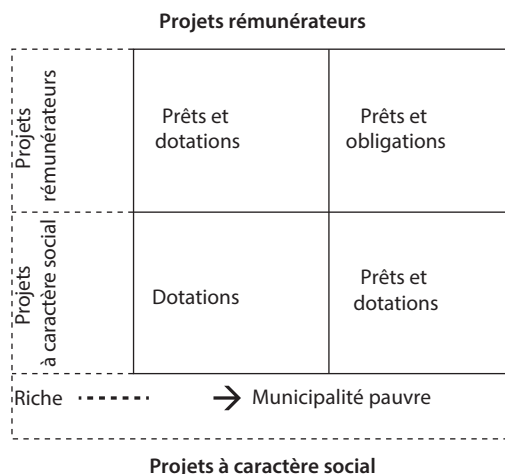 Projets rémunérateurs
Projets
rémunérateurs
Prêts et
dotations
Prêts et
obligations
Projets
à caractère social
Dotations
Prêts et
dotations
Riche
Municipalité pauvre
Projets à caractère social